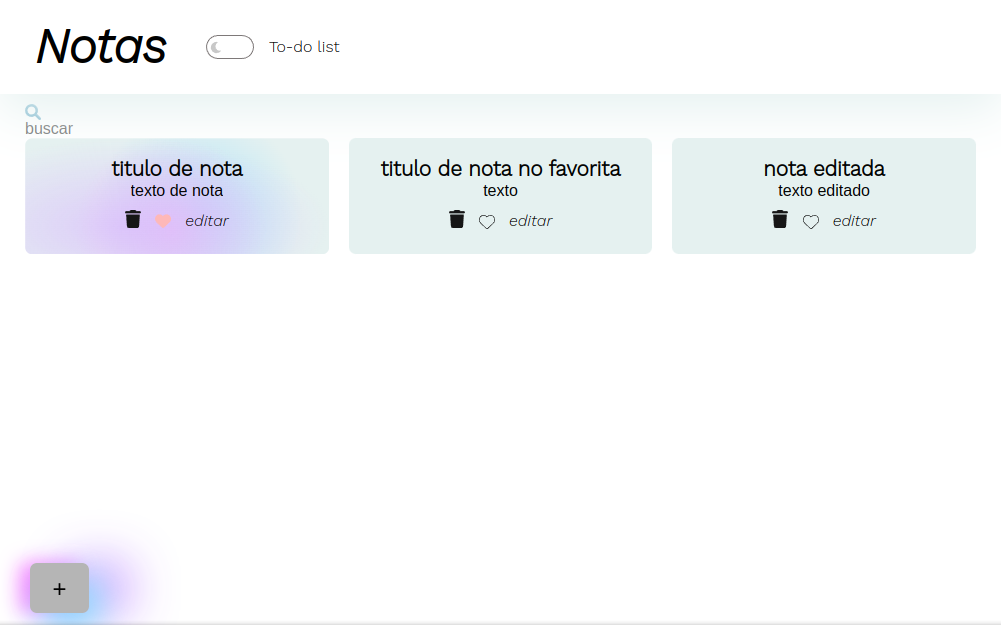 Notas
To-do list
buscar
titulo de nota
texto de nota
editar
titulo de nota no favorita
texto
editar
nota editada
texto editado
editar
+